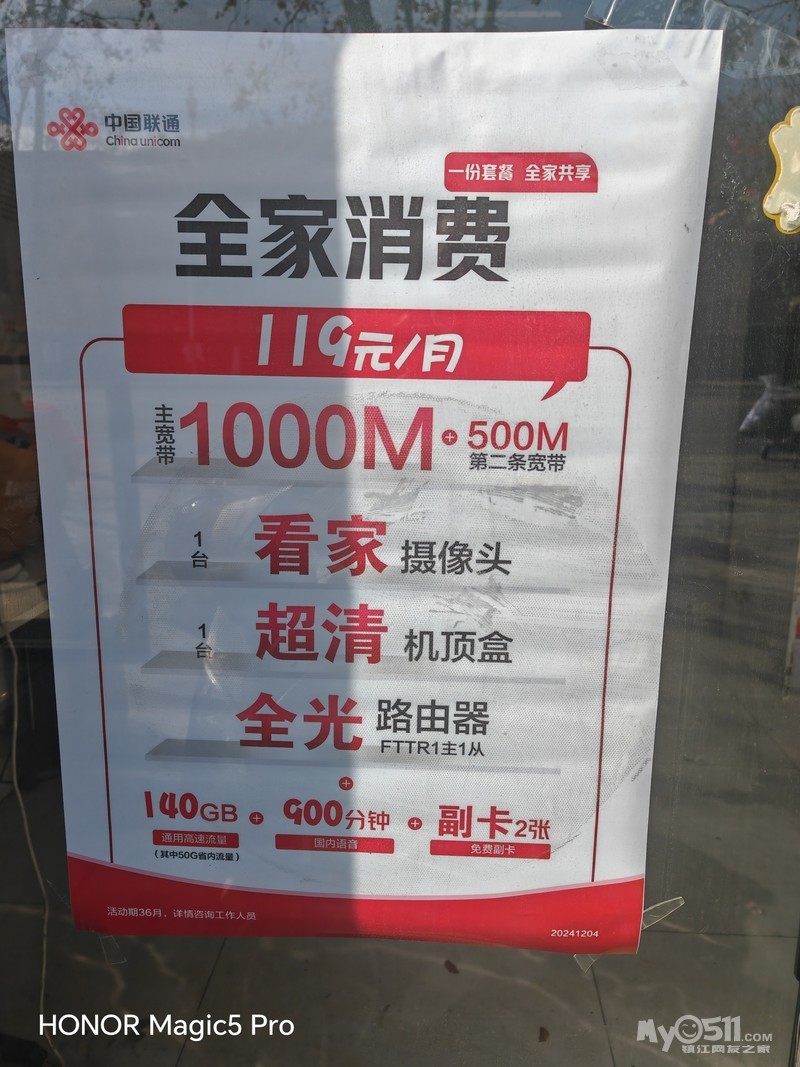 中国联通
China unicom
一份套餐 全家共享
全家消费
119元/月
主宽带 1000M + 500M 第二条宽带
1台 看家 摄像头
1台 超清 机顶盒
全光 路由器
FTTR1主1从
+
140GB + 900分钟 + 副卡2张
通用高速流量 国内语音 免费副卡
(其中50G省内流量)
活动期36月，详情咨询工作人员
20241204
HONOR Magic5 Pro
My0511.COM
镇江网友之家